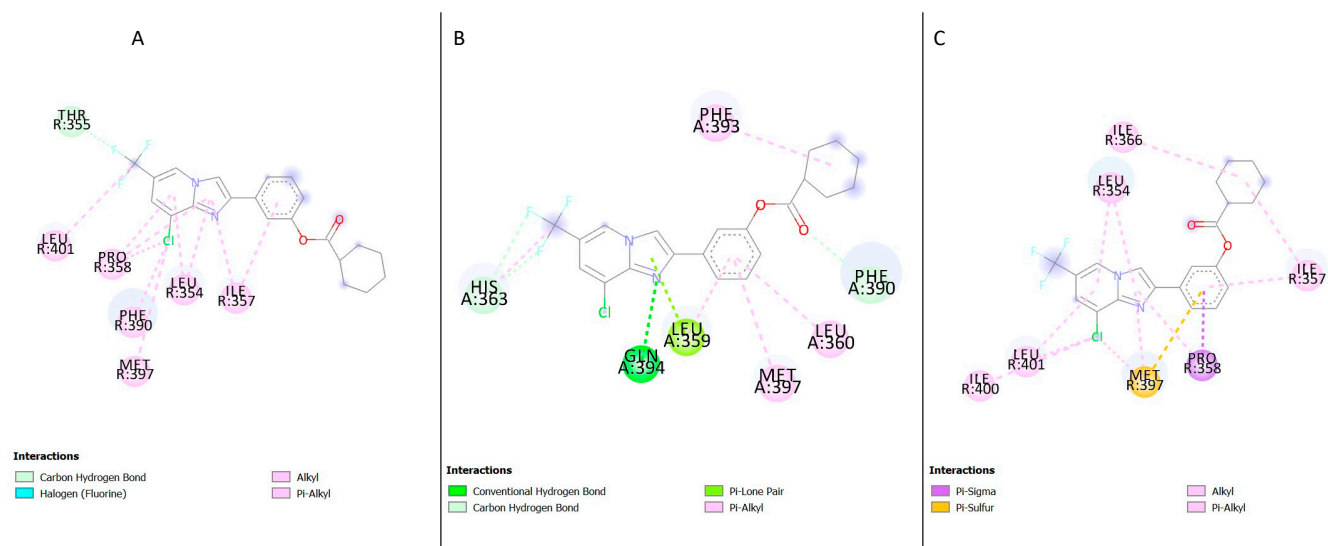 A
THR
R:355
F
F
F
N
N
O
O
Cl
LEU
R:401
PRO
R:358
LEU
R:354
ILE
R:357
PHE
R:390
MET
R:397
Interactions
Carbon Hydrogen Bond
Halogen (Fluorine)
Alkyl
Pi-Alkyl
B
PHE
A:393
F
F
F
N
N
O
O
Cl
HIS
A:363
PHE
A:390
LEU
A:359
LEU
A:360
GLN
A:394
MET
A:397
Interactions
Conventional Hydrogen Bond
Carbon Hydrogen Bond
Pi-Lone Pair
Pi-Alkyl
C
ILE
R:366
LEU
R:354
O
O
F
F
F
N
N
Cl
ILE
R:357
LEU
R:401
PRO
R:358
ILE
R:400
MET
R:397
Interactions
Pi-Sigma
Pi-Sulfur
Alkyl
Pi-Alkyl